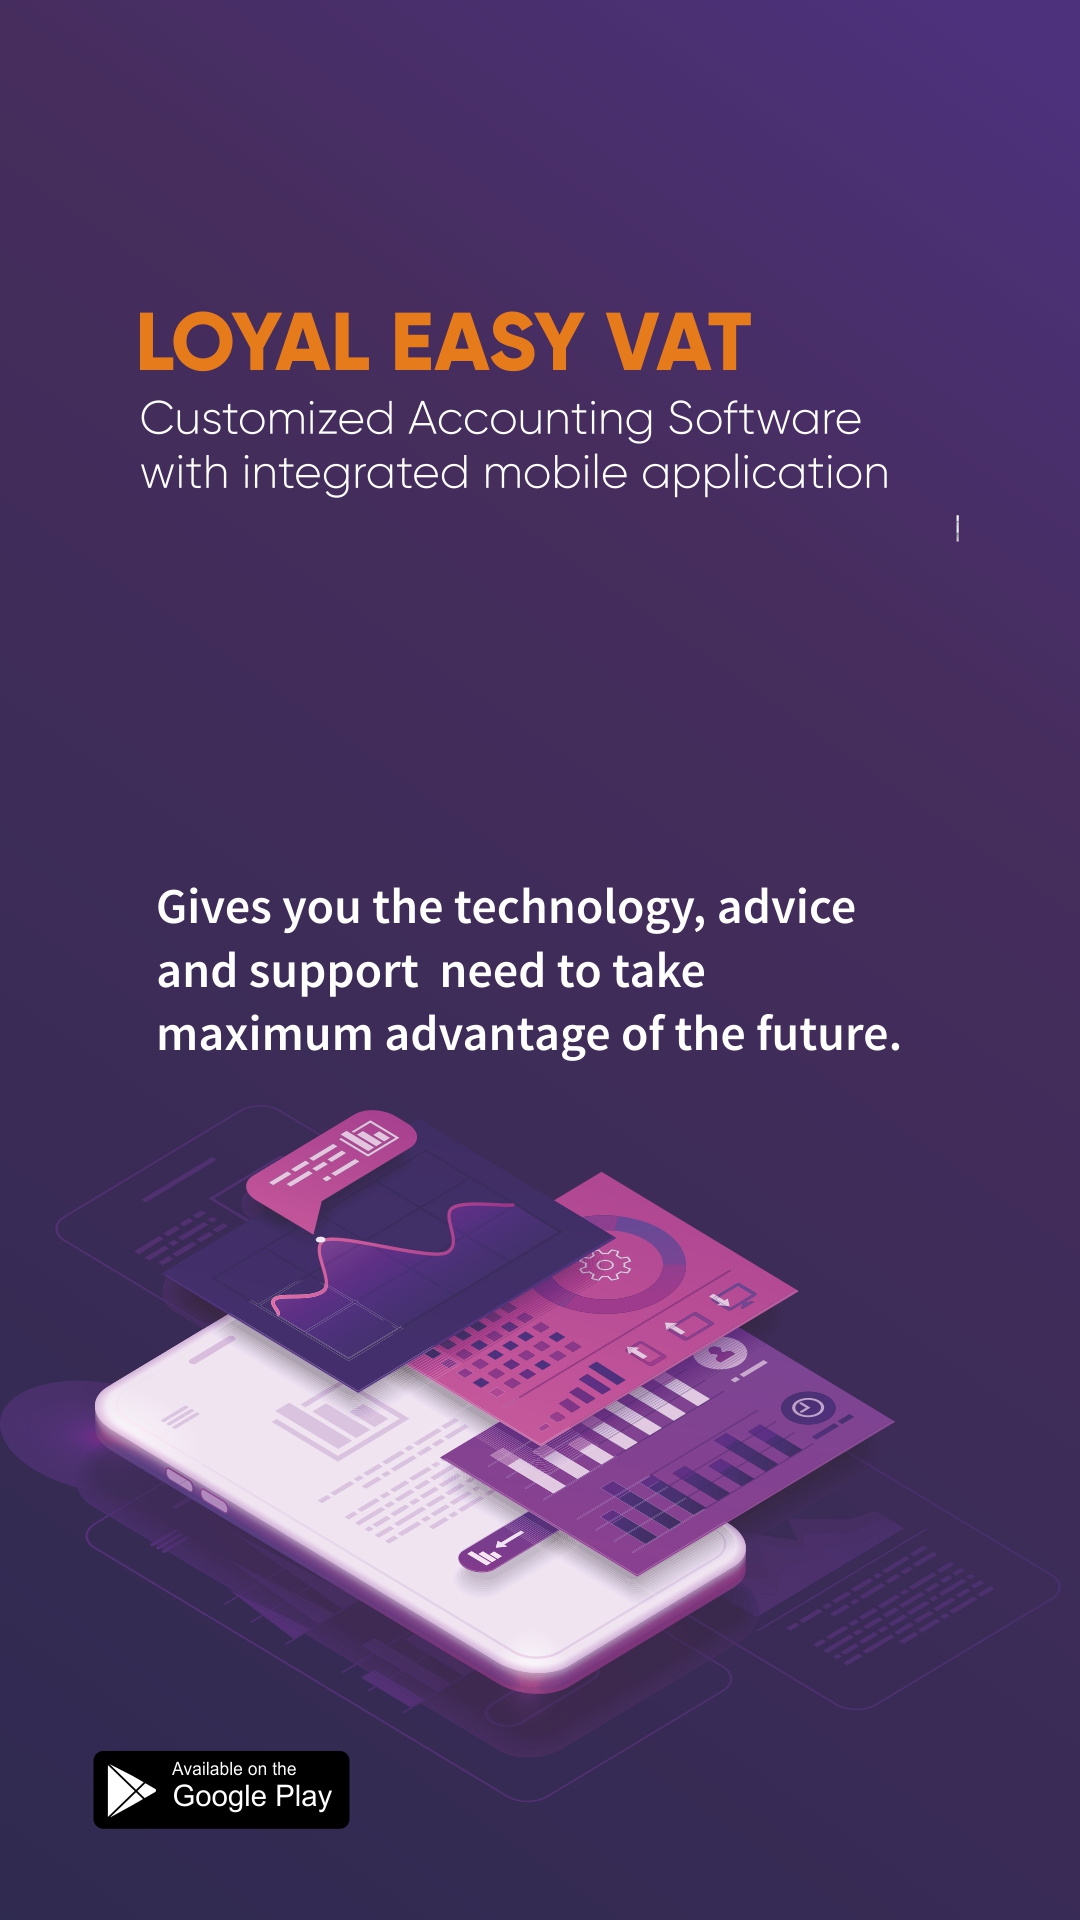 LOYAL EASY VAT
Customized Accounting Software
with integrated mobile application
Gives you the technology, advice
and support  need to take
maximum advantage of the future.
Available on the
Google Play